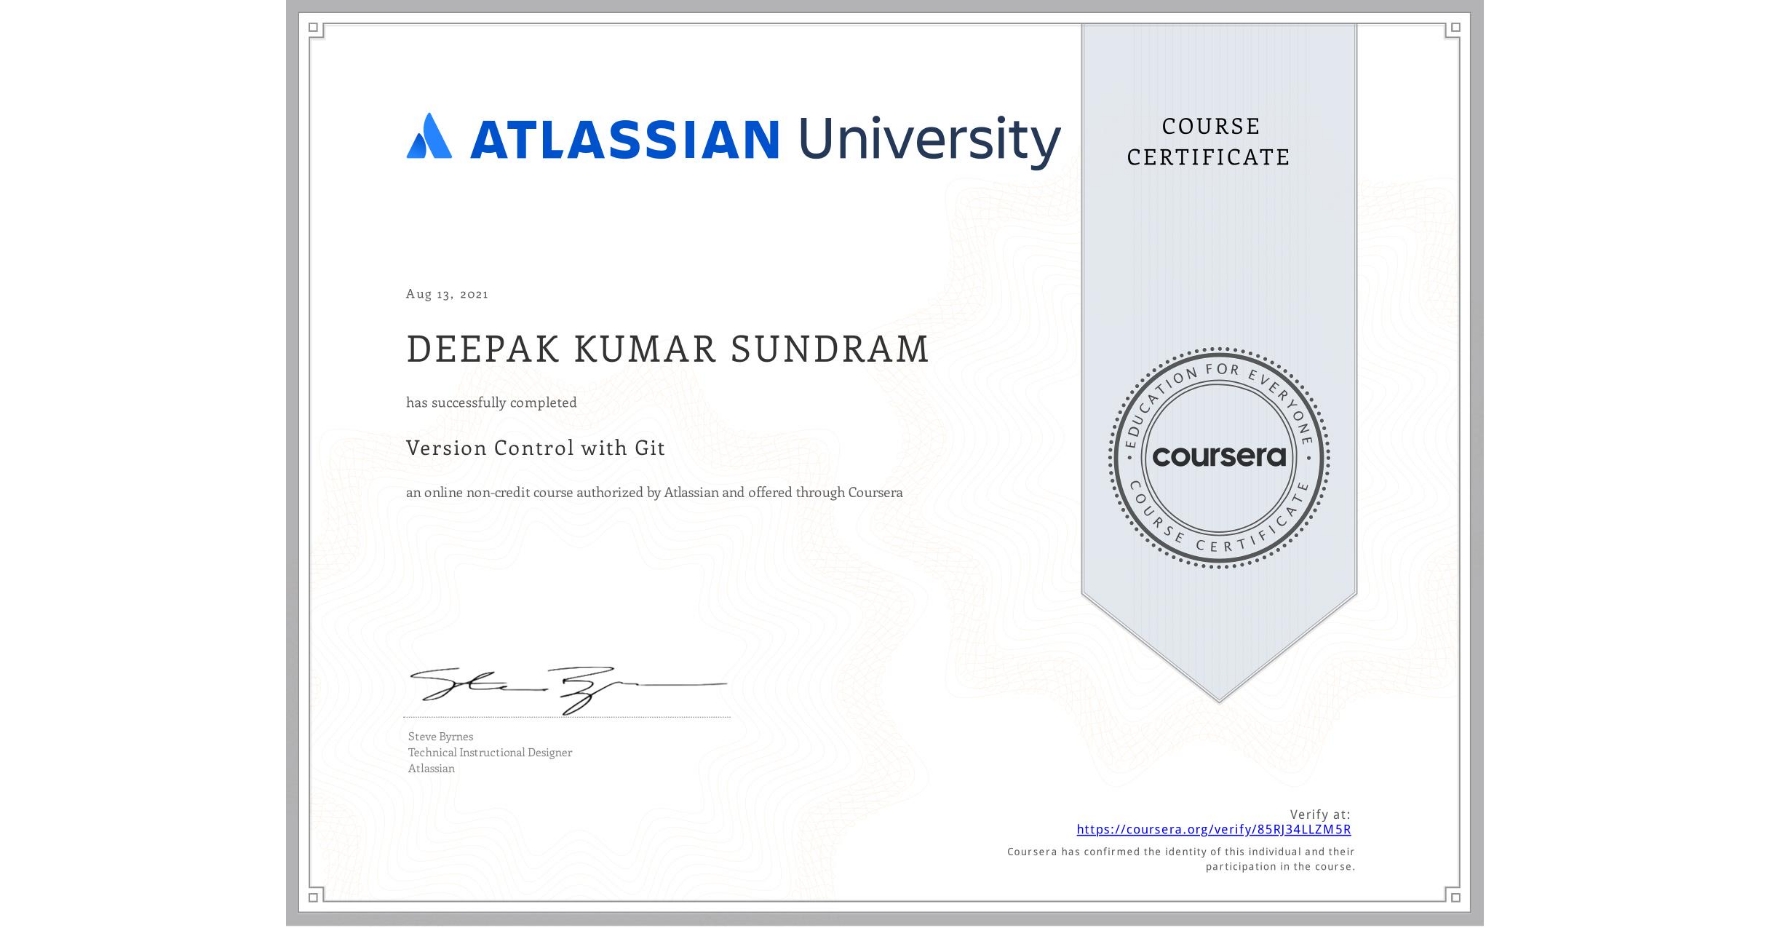 ATLASSIAN University
COURSE
CERTIFICATE
Aug 13, 2021
DEEPAK KUMAR SUNDRAM
has successfully completed
Version Control with Git
an online non-credit course authorized by Atlassian and offered through Coursera
EDUCATION FOR EVERYONE
coursera
COURSE CERTIFICATE
Steve Byrnes
Technical Instructional Designer
Atlassian
Verify at:
https://coursera.org/verify/85RJ34LLZM5R
Coursera has confirmed the identity of this individual and their
participation in the course.